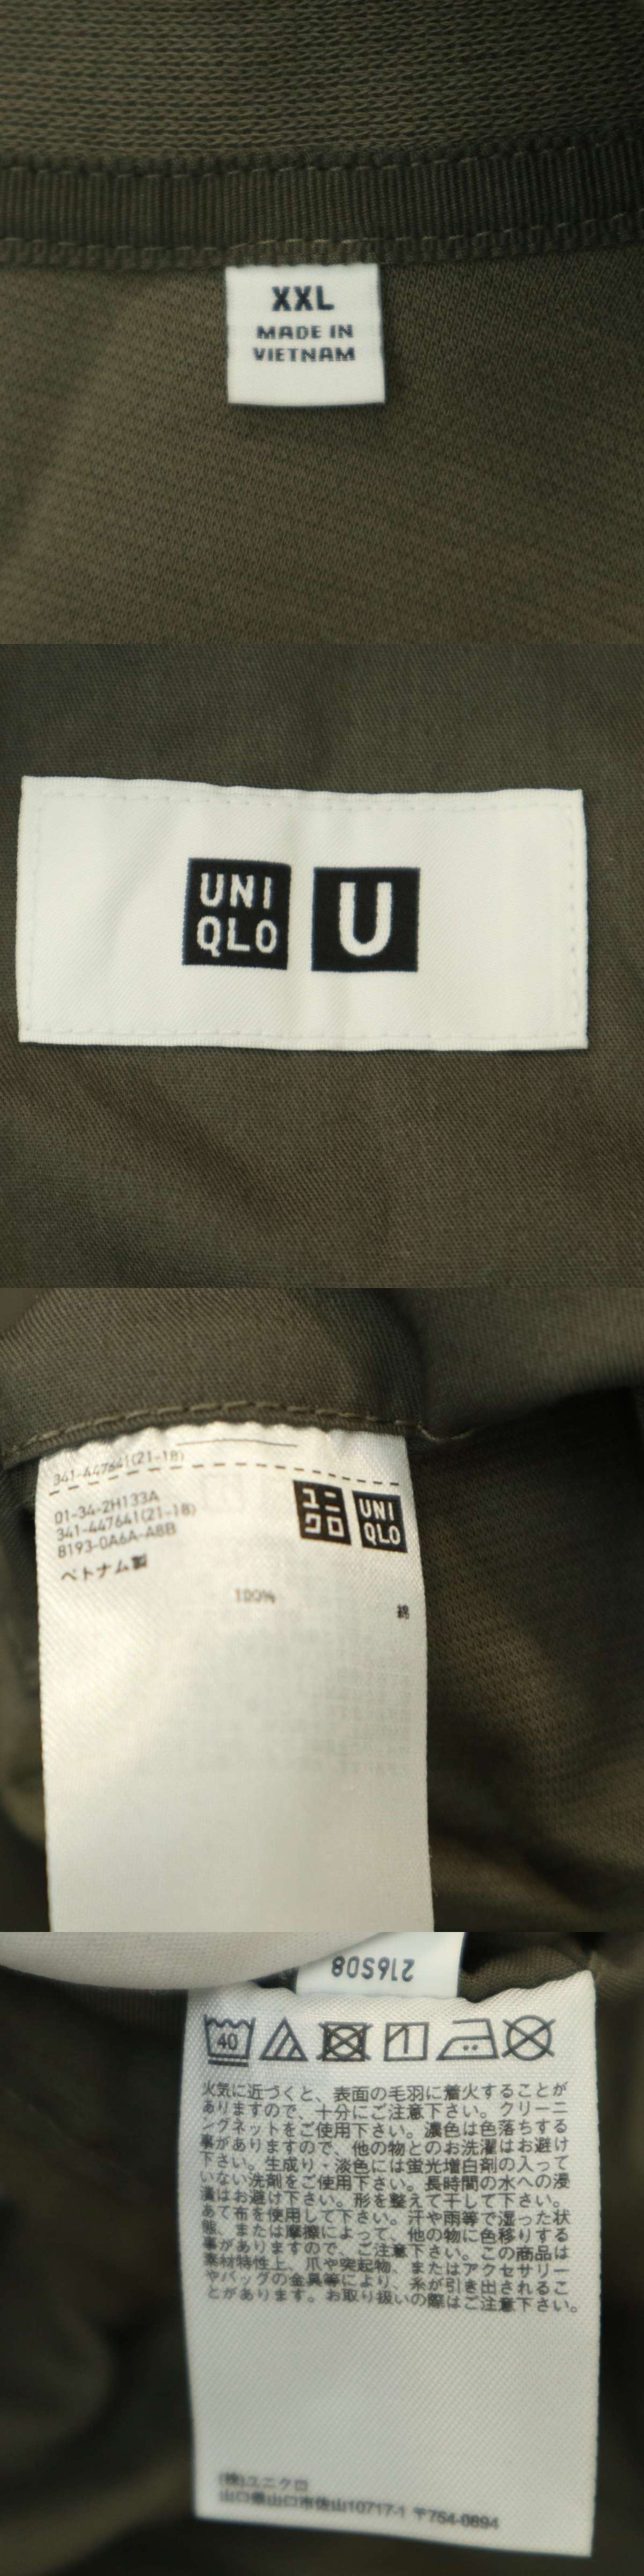 XXL
MADE IN
VIETNAM
UNI
QLO
U
341-447641(21-18)
01-34-2H133A
341-447641(21-18)
8193-0A6A-A8B
ベトナム製
ユニ
クロ
UNI
QLO
100%
綿
216S08
40
火気に近づくと、表面の毛羽に着火することが
ありますので、十分にご注意下さい。クリーニ
ングネットをご使用下さい。濃色は色落ちする
事がありますので、他の物とのお洗濯はお避け
下さい。生成り・淡色には蛍光増白剤の入って
いない洗剤をご使用下さい。長時間の水への浸
漬はお避け下さい。形を整えて干して下さい。
あて布を使用して下さい。汗や雨等で湿った状
態、または摩擦によって、他の物に色移りする
事がありますので、ご注意下さい。この商品は
素材特性上、爪や突起物、またはアクセサリー
やバッグの金具等により、糸が引き出されるこ
とがあります。お取り扱いの際はご注意下さい。
(株)ユニクロ
山口県山口市佐山10717-1 〒754-0894